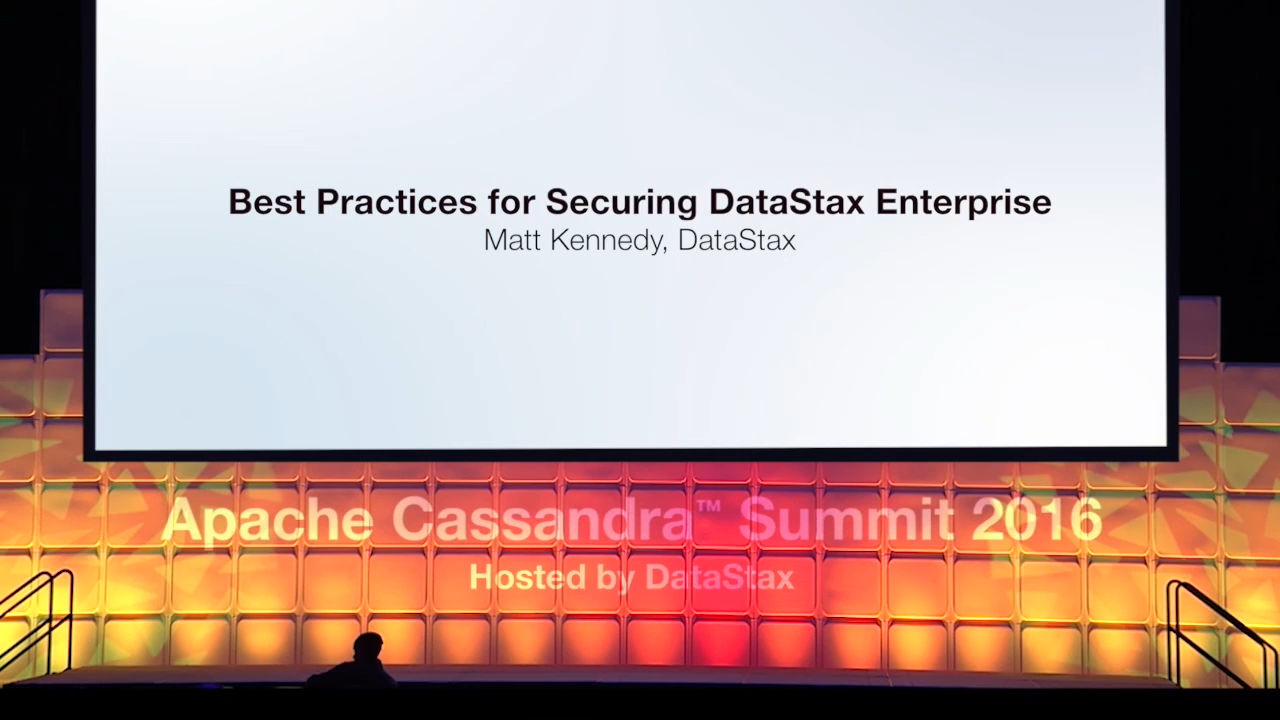 Best Practices for Securing DataStax Enterprise
Matt Kennedy, DataStax
Apache Cassandra™ Summit 2016
Hosted by DataStax